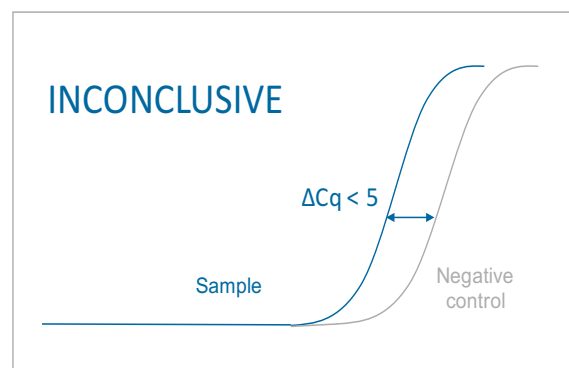 INCONCLUSIVE
ΔCq < 5
Sample
Negative
control